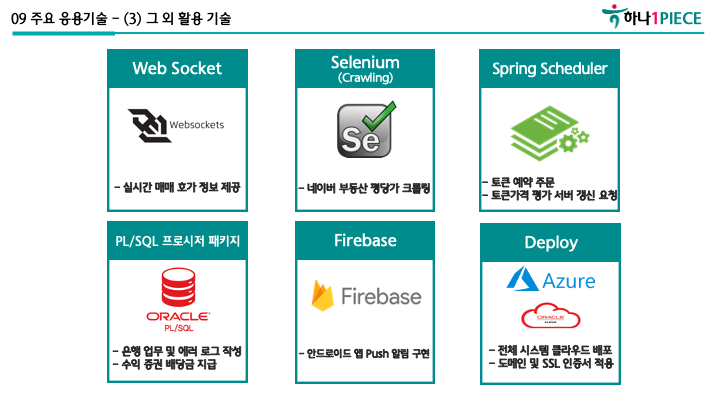 09 주요 응용기술 - (3) 그 외 활용 기술
하나1PIECE
Web Socket
Websockets
- 실시간 매매 호가 정보 제공
Selenium
(Crawling)
Se
- 네이버 부동산 평당가 크롤링
Spring Scheduler
- 토큰 예약 주문
- 토큰가격 평가 서버 갱신 요청
PL/SQL 프로시저 패키지
ORACLE
PL/SQL
- 은행 업무 및 에러 로그 작성
- 수익 증권 배당금 지급
Firebase
Firebase
- 안드로이드 앱 Push 알림 구현
Deploy
Azure
ORACLE
CLOUD
- 전체 시스템 클라우드 배포
- 도메인 및 SSL 인증서 적용